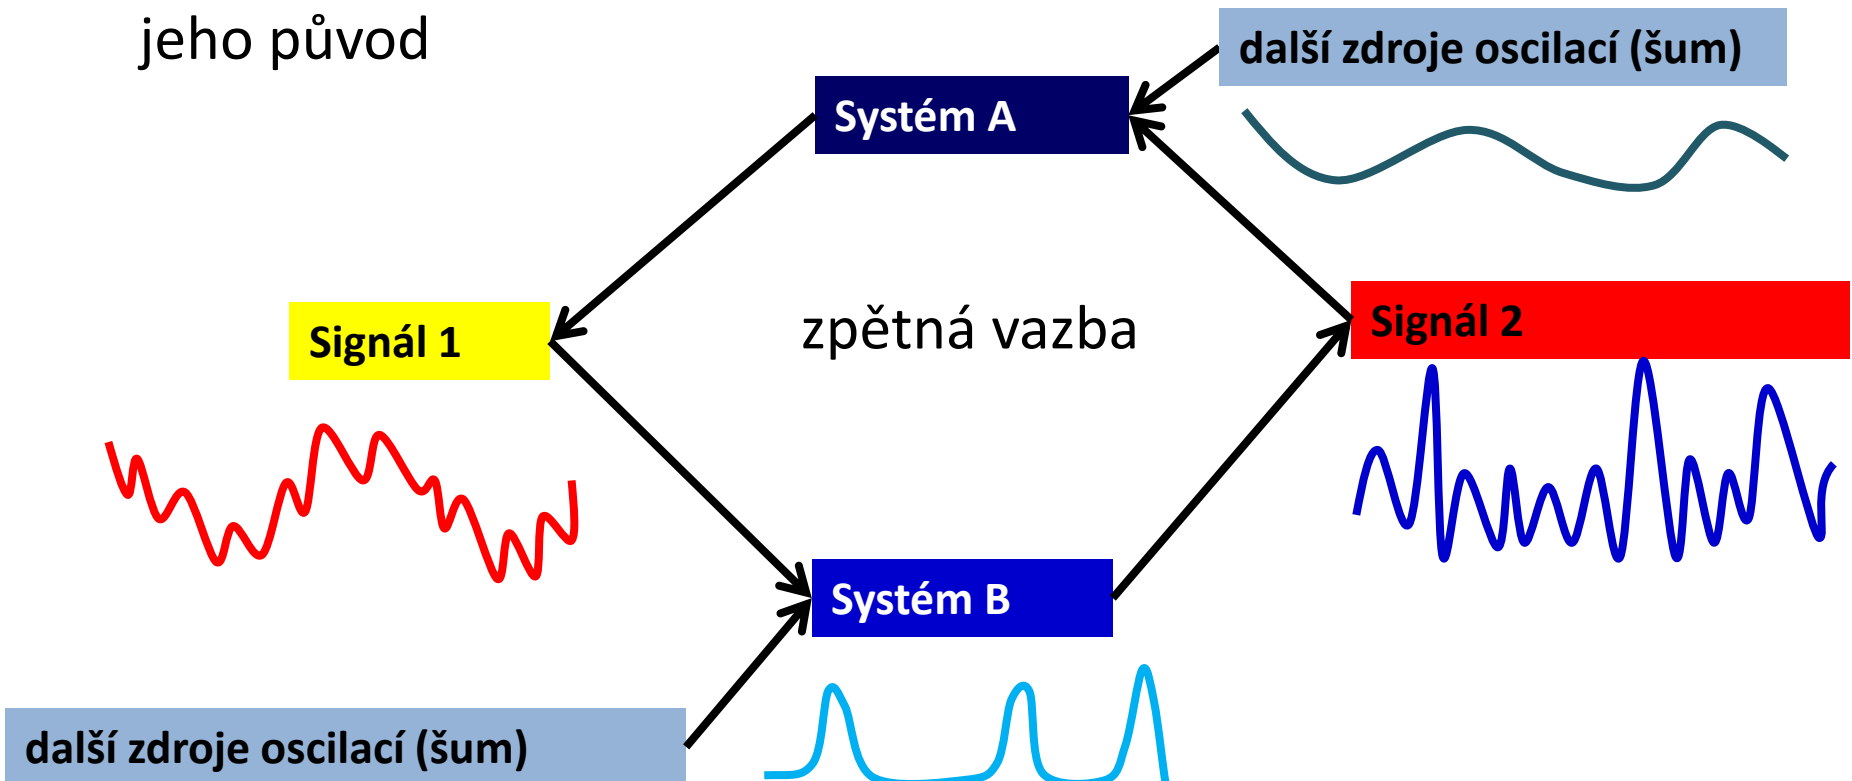 jeho původ
další zdroje oscilací (šum)
Systém A
Signál 1
zpětná vazba
Signál 2
Systém B
další zdroje oscilací (šum)